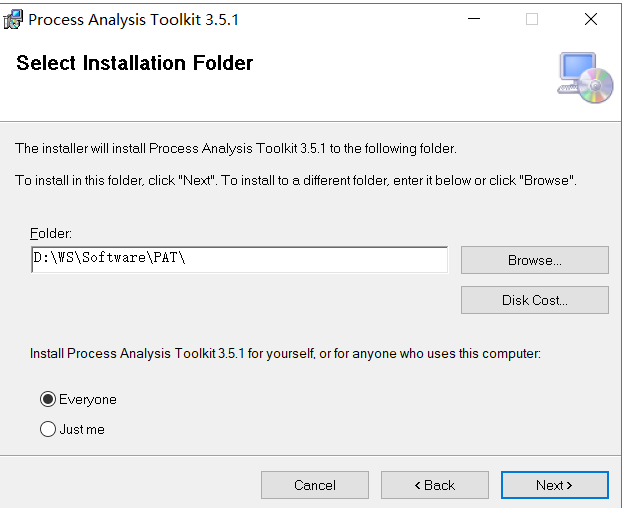 Process Analysis Toolkit 3.5.1
Select Installation Folder
The installer will install Process Analysis Toolkit 3.5.1 to the following folder.
To install in this folder, click "Next". To install to a different folder, enter it below or click "Browse".
Folder:
D:\WS\Software\PAT\
Browse...
Disk Cost...
Install Process Analysis Toolkit 3.5.1 for yourself, or for anyone who uses this computer:
Everyone
Just me
Cancel
< Back
Next >